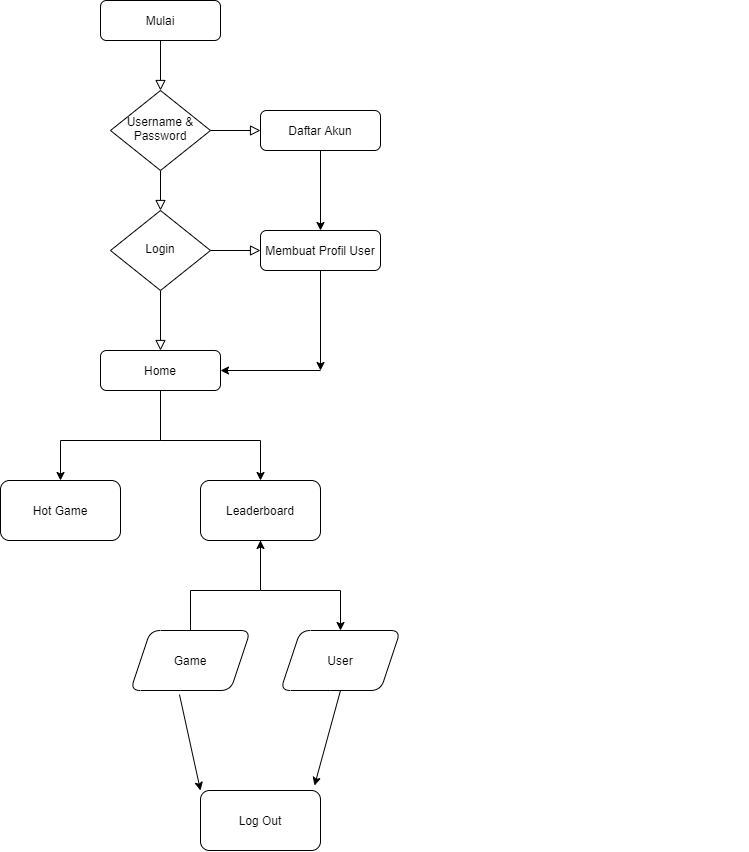 Mulai
Username &
Password
Daftar Akun
Login
Membuat Profil User
Home
Hot Game
Leaderboard
Game
User
Log Out